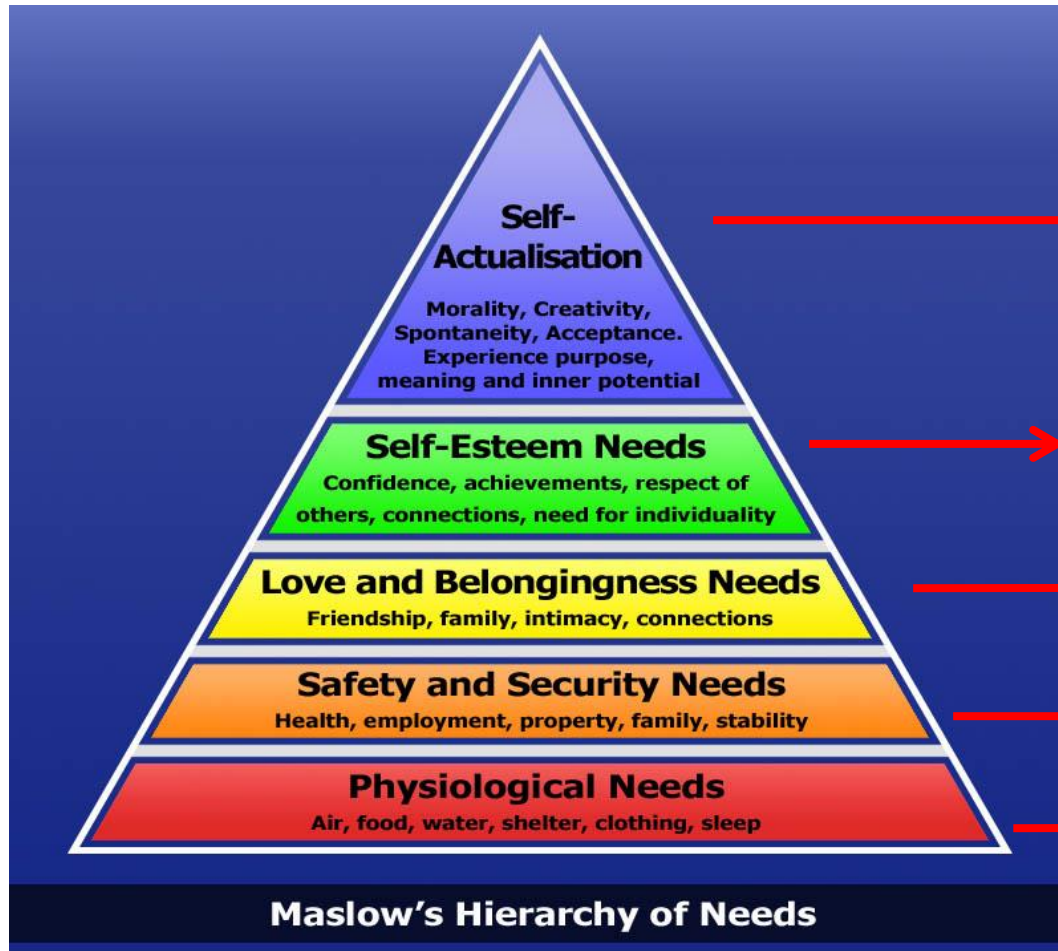 Self-
Actualisation
Morality, Creativity,
Spontaneity, Acceptance.
Experience purpose,
meaning and inner potential
Self-Esteem Needs
Confidence, achievements, respect of
others, connections, need for individuality
Love and Belongingness Needs
Friendship, family, intimacy, connections
Safety and Security Needs
Health, employment, property, family, stability
Physiological Needs
Air, food, water, shelter, clothing, sleep
Maslow's Hierarchy of Needs